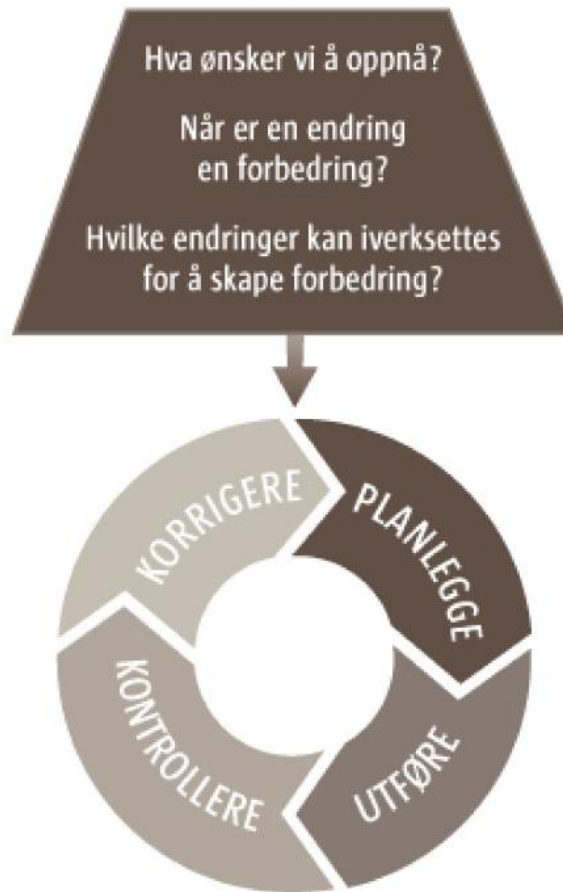 Hva ønsker vi å oppnå?
Når er en endring
en forbedring?
Hvilke endringer kan iverksettes
for å skape forbedring?
PLANLEGGE
UTFØRE
KONTROLLERE
KORRIGERE